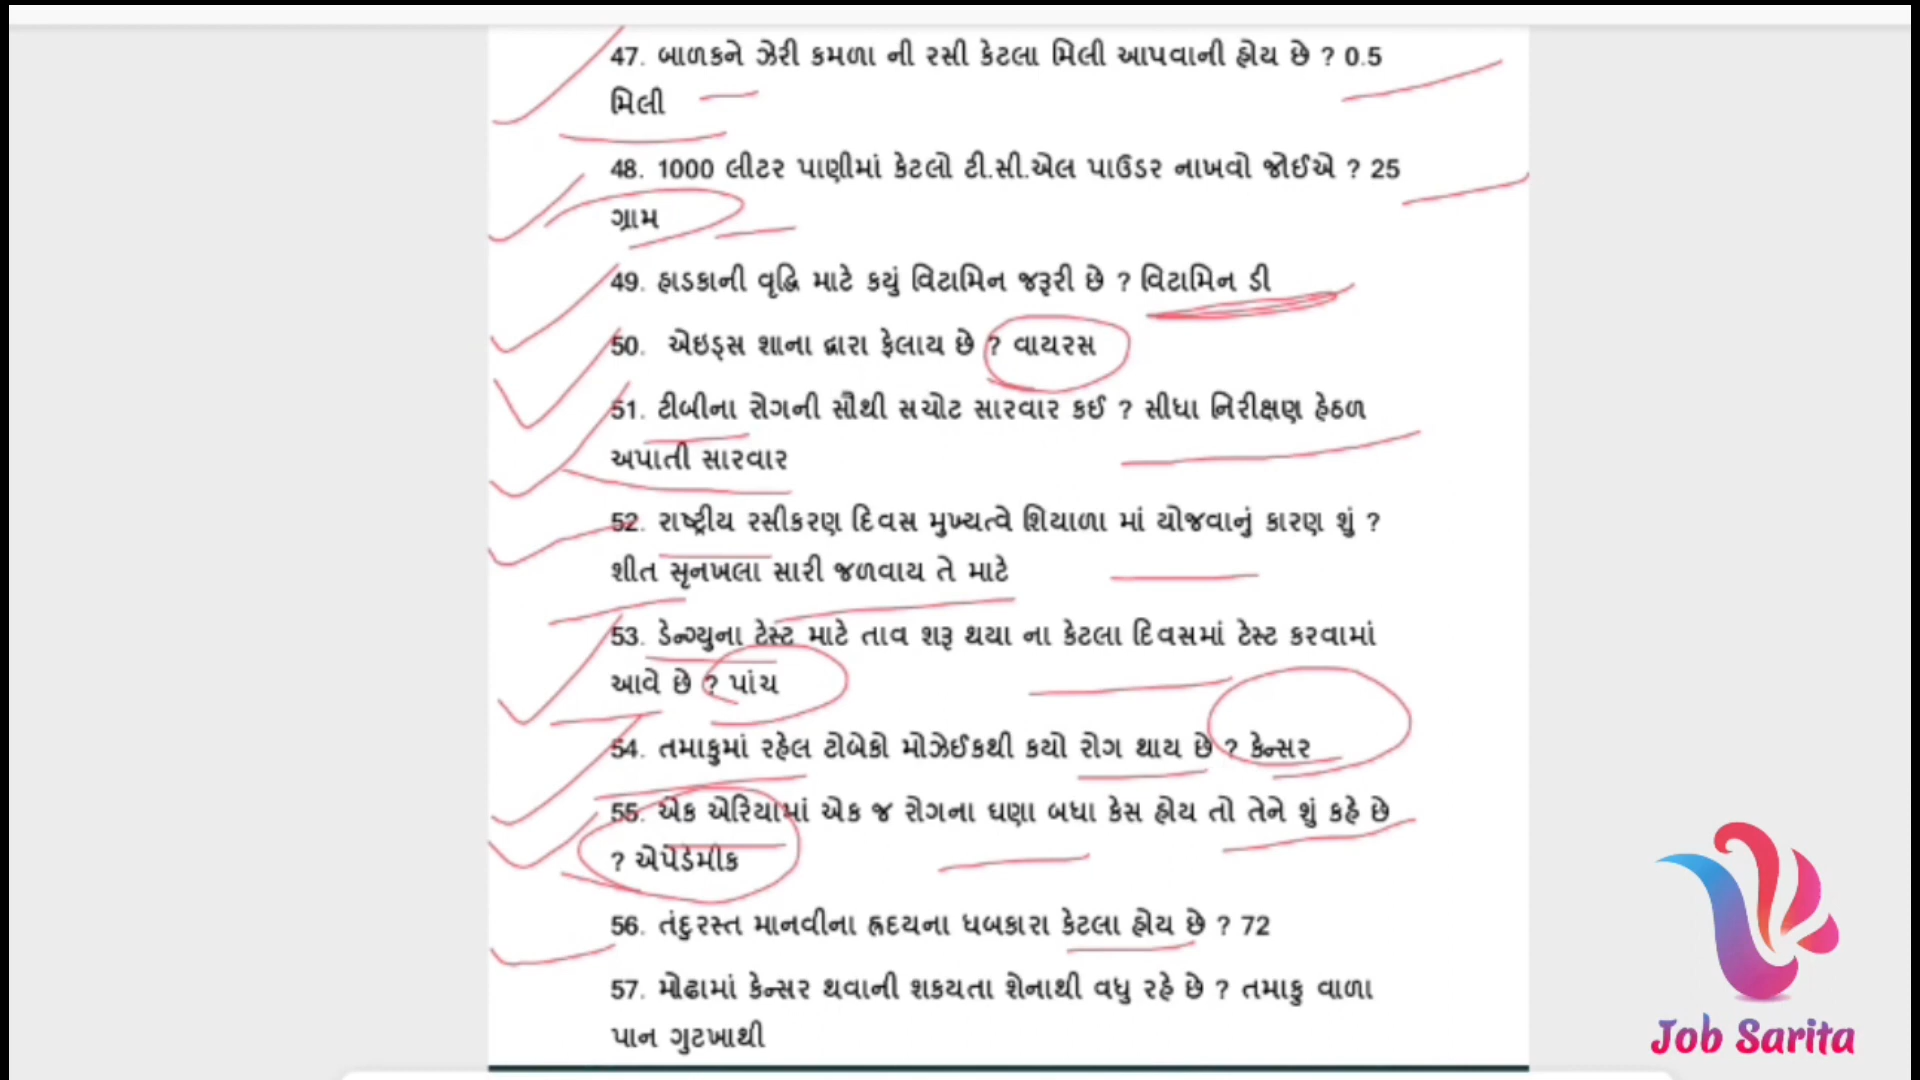 47. બાળકને ઝેરી કમળા ની રસી કેટલા મિલી આપવાની હોય છે ? 0.5
મિલી
48. 1000 લીટર પાણીમાં કેટલો ટી.સી.એલ પાઉડર નાખવો જોઈએ ? 25
ગ્રામ
49. હાડકાની વૃદ્ધિ માટે કયું વિટામિન જરૂરી છે ? વિટામિન ડી
50. એઇડ્સ શાના દ્વારા ફેલાય છે ? વાયરસ
51. ટીબીના રોગની સૌથી સચોટ સારવાર કઈ ? સીધા નિરીક્ષણ હેઠળ
અપાતી સારવાર
52. રાષ્ટ્રીય રસીકરણ દિવસ મુખ્યત્વે શિયાળા માં યોજવાનું કારણ શું ?
શીત સૃનખલા સારી જળવાય તે માટે
53. ડેન્ગ્યુના ટેસ્ટ માટે તાવ શરૂ થયા ના કેટલા દિવસમાં ટેસ્ટ કરવામાં
આવે છે ? પાંચ
54. તમાકુમાં રહેલ ટોબેકો મોઝેઈકથી કયો રોગ થાય છે ? કેન્સર
55. એક એરિયામાં એક જ રોગના ઘણા બધા કેસ હોય તો તેને શું કહે છે
? એપેડેમીક
56. તંદુરસ્ત માનવીના હ્રદયના ધબકારા કેટલા હોય છે ? 72
57. મોઢામાં કેન્સર થવાની શકયતા શેનાથી વધુ રહે છે ? તમાકુ વાળા
પાન ગુટખાથી
Job Sarita